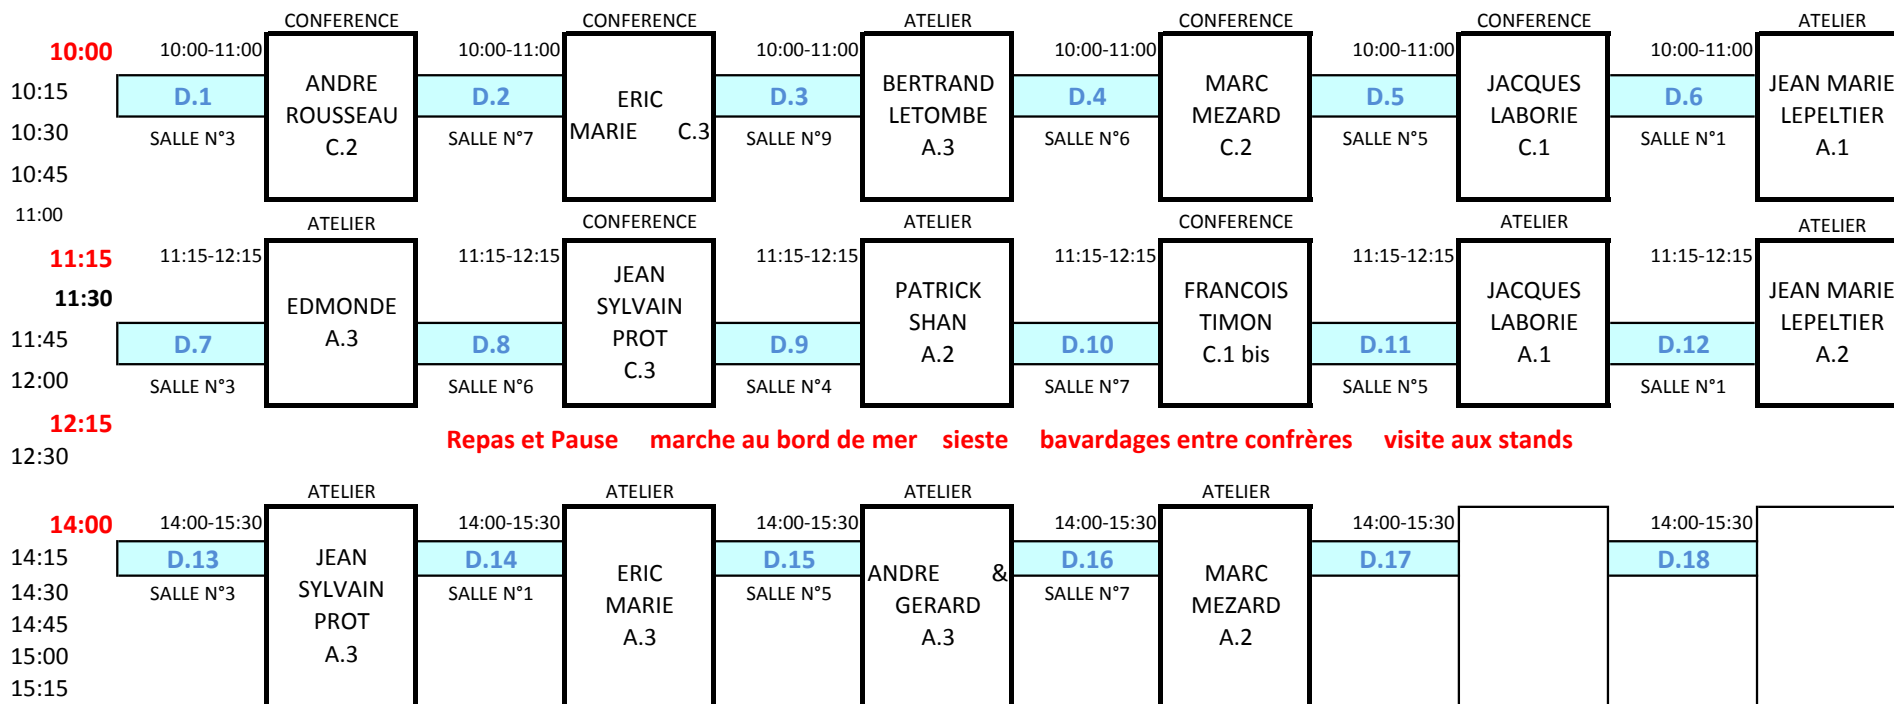 CONFERENCE CONFERENCE ATELIER CONFERENCE CONFERENCE ATELIER
10:00 10:00-11:00 10:00-11:00 10:00-11:00 10:00-11:00 10:00-11:00 10:00-11:00
10:15 D.1 ANDRE D.2 ERIC D.3 BERTRAND D.4 MARC D.5 JACQUES D.6 JEAN MARIE
ROUSSEAU LETOMBE MEZARD LABORIE LEPELTIER
10:30 SALLE N°3 SALLE N°7 MARIE C.3 SALLE N°9 SALLE N°6 SALLE N°5 SALLE N°1
C.2 A.3 C.2 C.1 A.1
10:45
11:00
ATELIER CONFERENCE ATELIER CONFERENCE ATELIER ATELIER
11:15 11:15-12:15 11:15-12:15 11:15-12:15 11:15-12:15 11:15-12:15 11:15-12:15
JEAN
11:30 EDMONDE SYLVAIN PATRICK FRANCOIS JACQUES JEAN MARIE
SHAN TIMON LABORIE LEPELTIER
11:45 D.7 A.3 D.8 PROT D.9 A.2 D.10 C.1 bis D.11 A.1 D.12 A.2
C.3
12:00 SALLE N°3 SALLE N°6 SALLE N°4 SALLE N°7 SALLE N°5 SALLE N°1
12:15
Repas et Pause marche au bord de mer sieste bavardages entre confrères visite aux stands
12:30
ATELIER ATELIER ATELIER ATELIER
14:00 14:00-15:30 14:00-15:30 14:00-15:30 14:00-15:30 14:00-15:30 14:00-15:30
14:15 D.13 JEAN D.14 ERIC D.15 ANDRE & D.16 MARC D.17 D.18
14:30 SALLE N°3 SYLVAIN SALLE N°1 MARIE SALLE N°5 GERARD SALLE N°7 MEZARD
14:45 PROT A.3 A.3 A.2
15:00 A.3
15:15